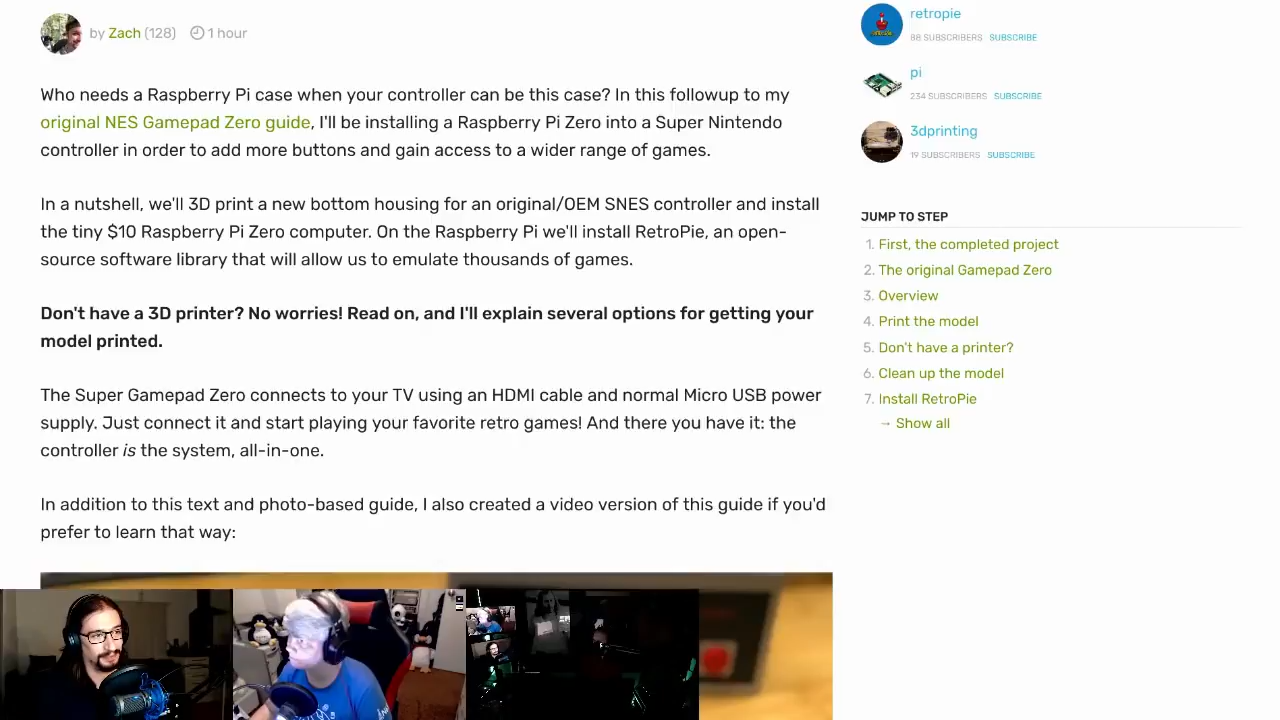 by Zach (128) 1 hour
Who needs a Raspberry Pi case when your controller can be this case? In this followup to my
original NES Gamepad Zero guide, I'll be installing a Raspberry Pi Zero into a Super Nintendo
controller in order to add more buttons and gain access to a wider range of games.
In a nutshell, we'll 3D print a new bottom housing for an original/OEM SNES controller and install
the tiny $10 Raspberry Pi Zero computer. On the Raspberry Pi we'll install RetroPie, an open-
source software library that will allow us to emulate thousands of games.
Don't have a 3D printer? No worries! Read on, and I'll explain several options for getting your
model printed.
The Super Gamepad Zero connects to your TV using an HDMI cable and normal Micro USB power
supply. Just connect it and start playing your favorite retro games! And there you have it: the
controller is the system, all-in-one.
In addition to this text and photo-based guide, I also created a video version of this guide if you'd
prefer to learn that way:
retropie
88 SUBSCRIBERS SUBSCRIBE
pi
234 SUBSCRIBERS SUBSCRIBE
3dprinting
19 SUBSCRIBERS SUBSCRIBE
JUMP TO STEP
1. First, the completed project
2. The original Gamepad Zero
3. Overview
4. Print the model
5. Don't have a printer?
6. Clean up the model
7. Install RetroPie
→ Show all